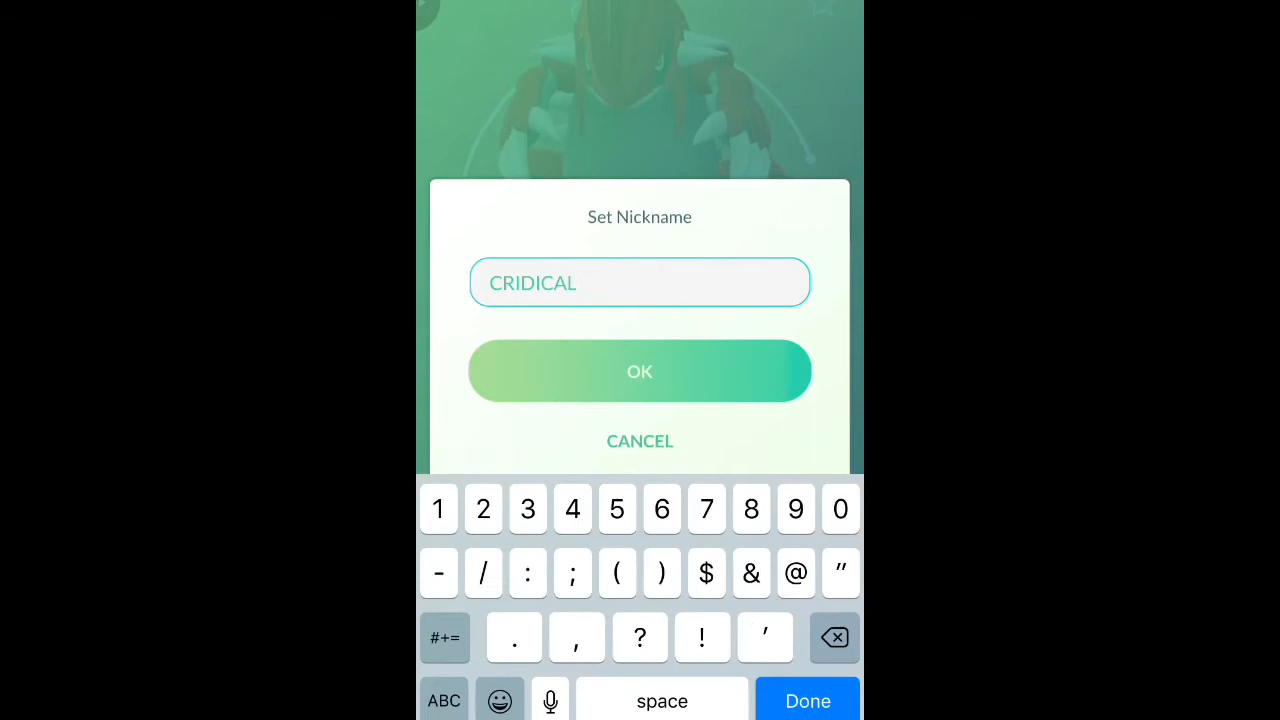 Set Nickname
CRIDICAL
OK
CANCEL
1 2 3 4 5 6 7 8 9 0
- / : ; ( ) $ & @ "
#+= . , ? ! '
ABC space Done